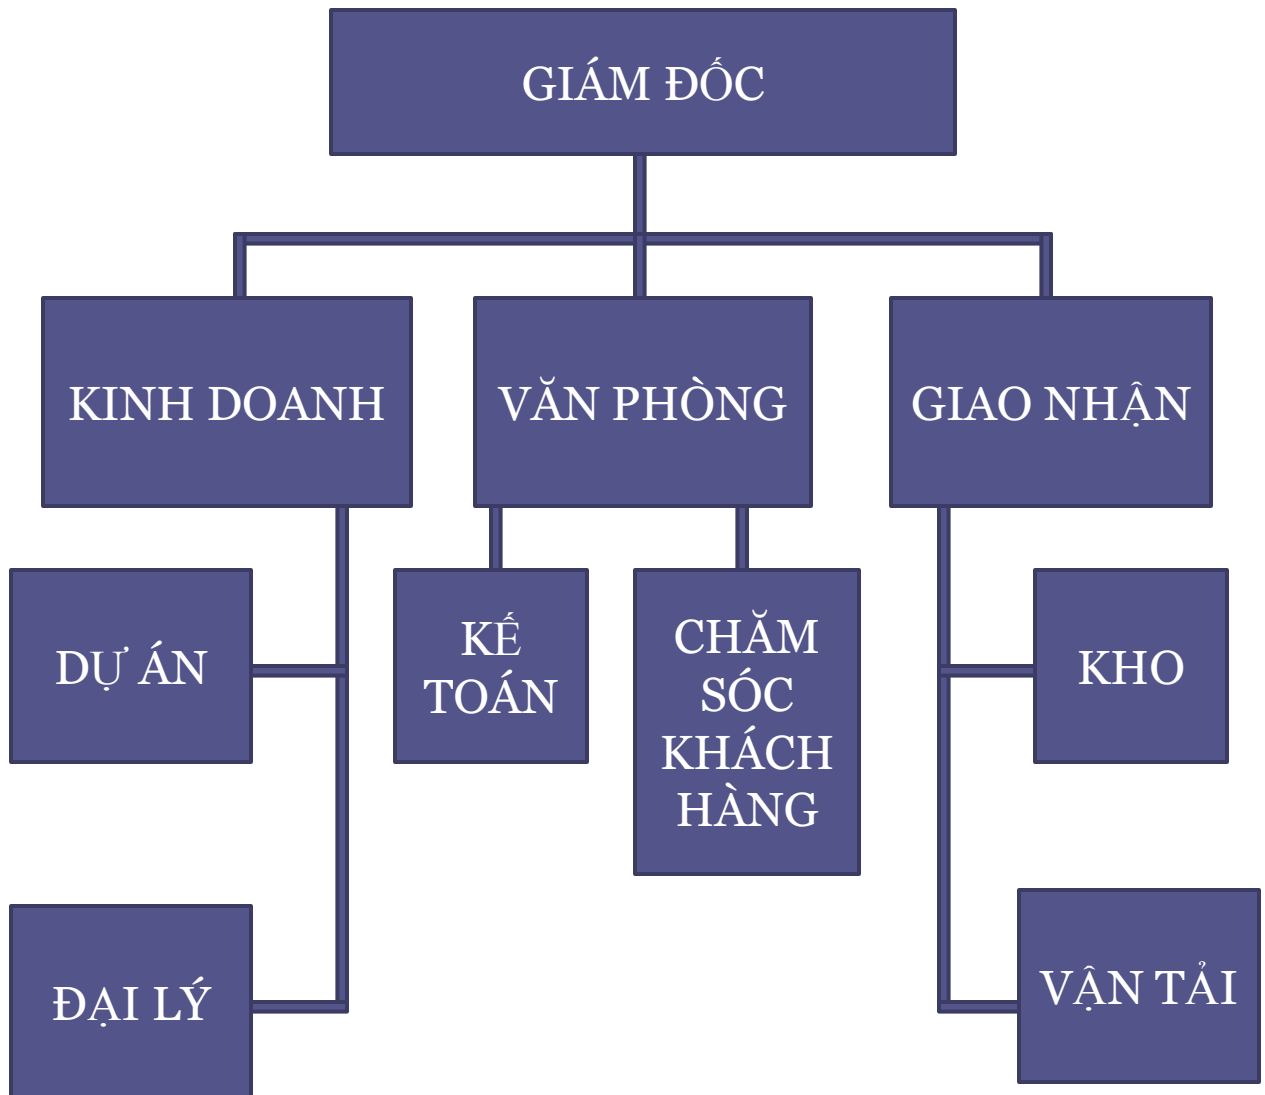 GIÁM ĐỐC
KINH DOANH
VĂN PHÒNG
GIAO NHẬN
DỰ ÁN
KẾ
TOÁN
CHĂM
SÓC
KHÁCH
HÀNG
KHO
ĐẠI LÝ
VẬN TẢI